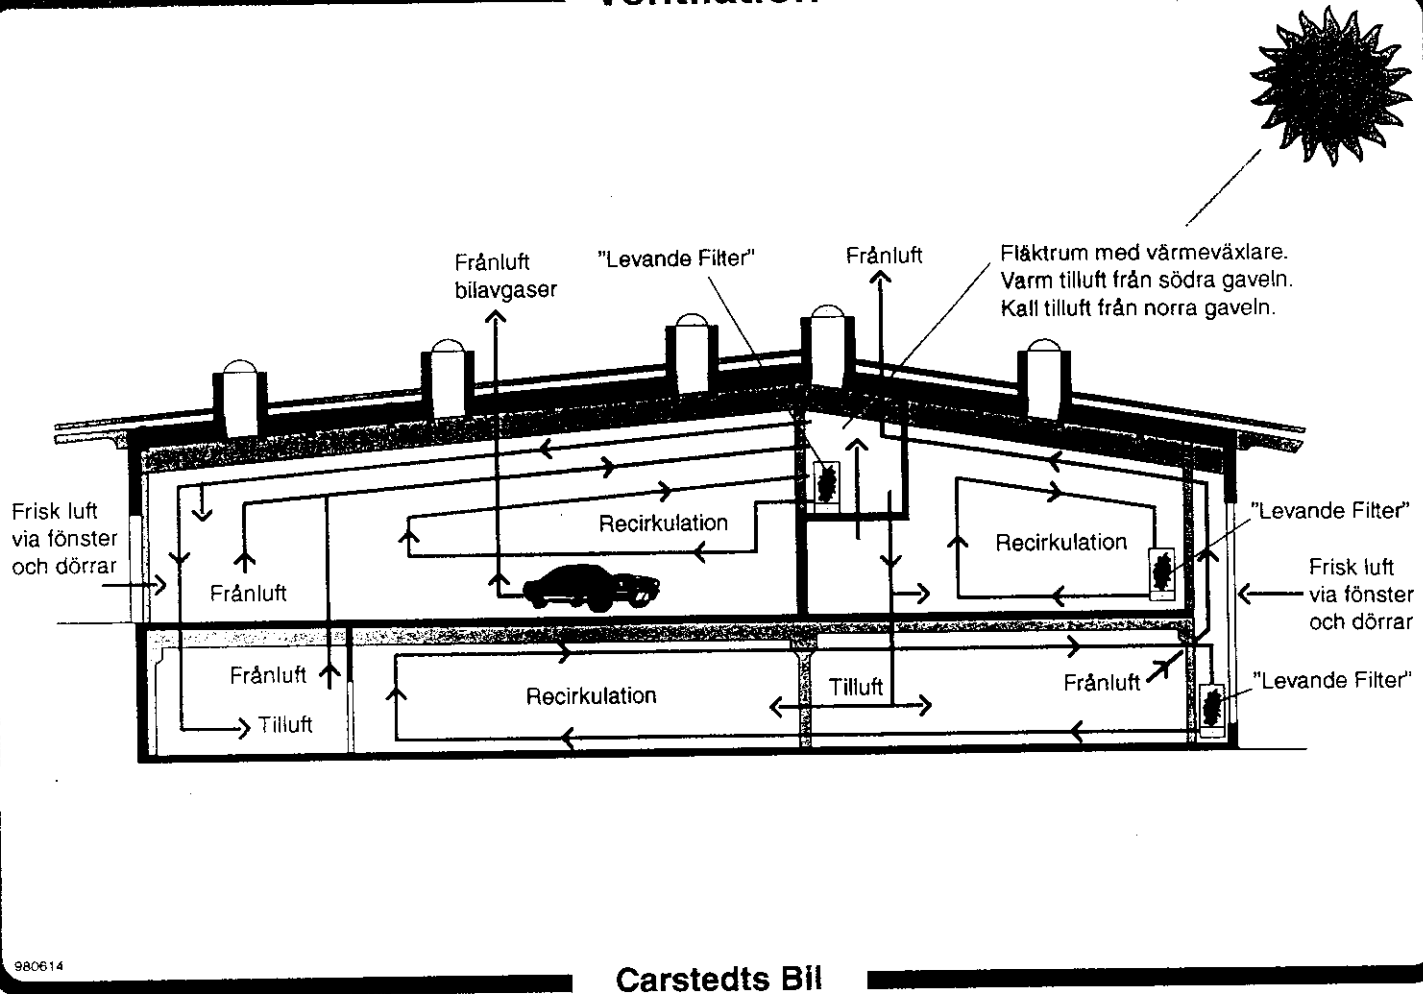 Ventilation
Frånluft
bilavgaser
"Levande Filter"
Frånluft
Fläktrum med värmeväxlare.
Varm tilluft från södra gaveln.
Kall tilluft från norra gaveln.
Frisk luft
via fönster
och dörrar
Frånluft
Recirkulation
Recirkulation
"Levande Filter"
Frisk luft
via fönster
och dörrar
Frånluft
Tilluft
Recirkulation
Tilluft
Frånluft
"Levande Filter"
980614
Carstedts Bil